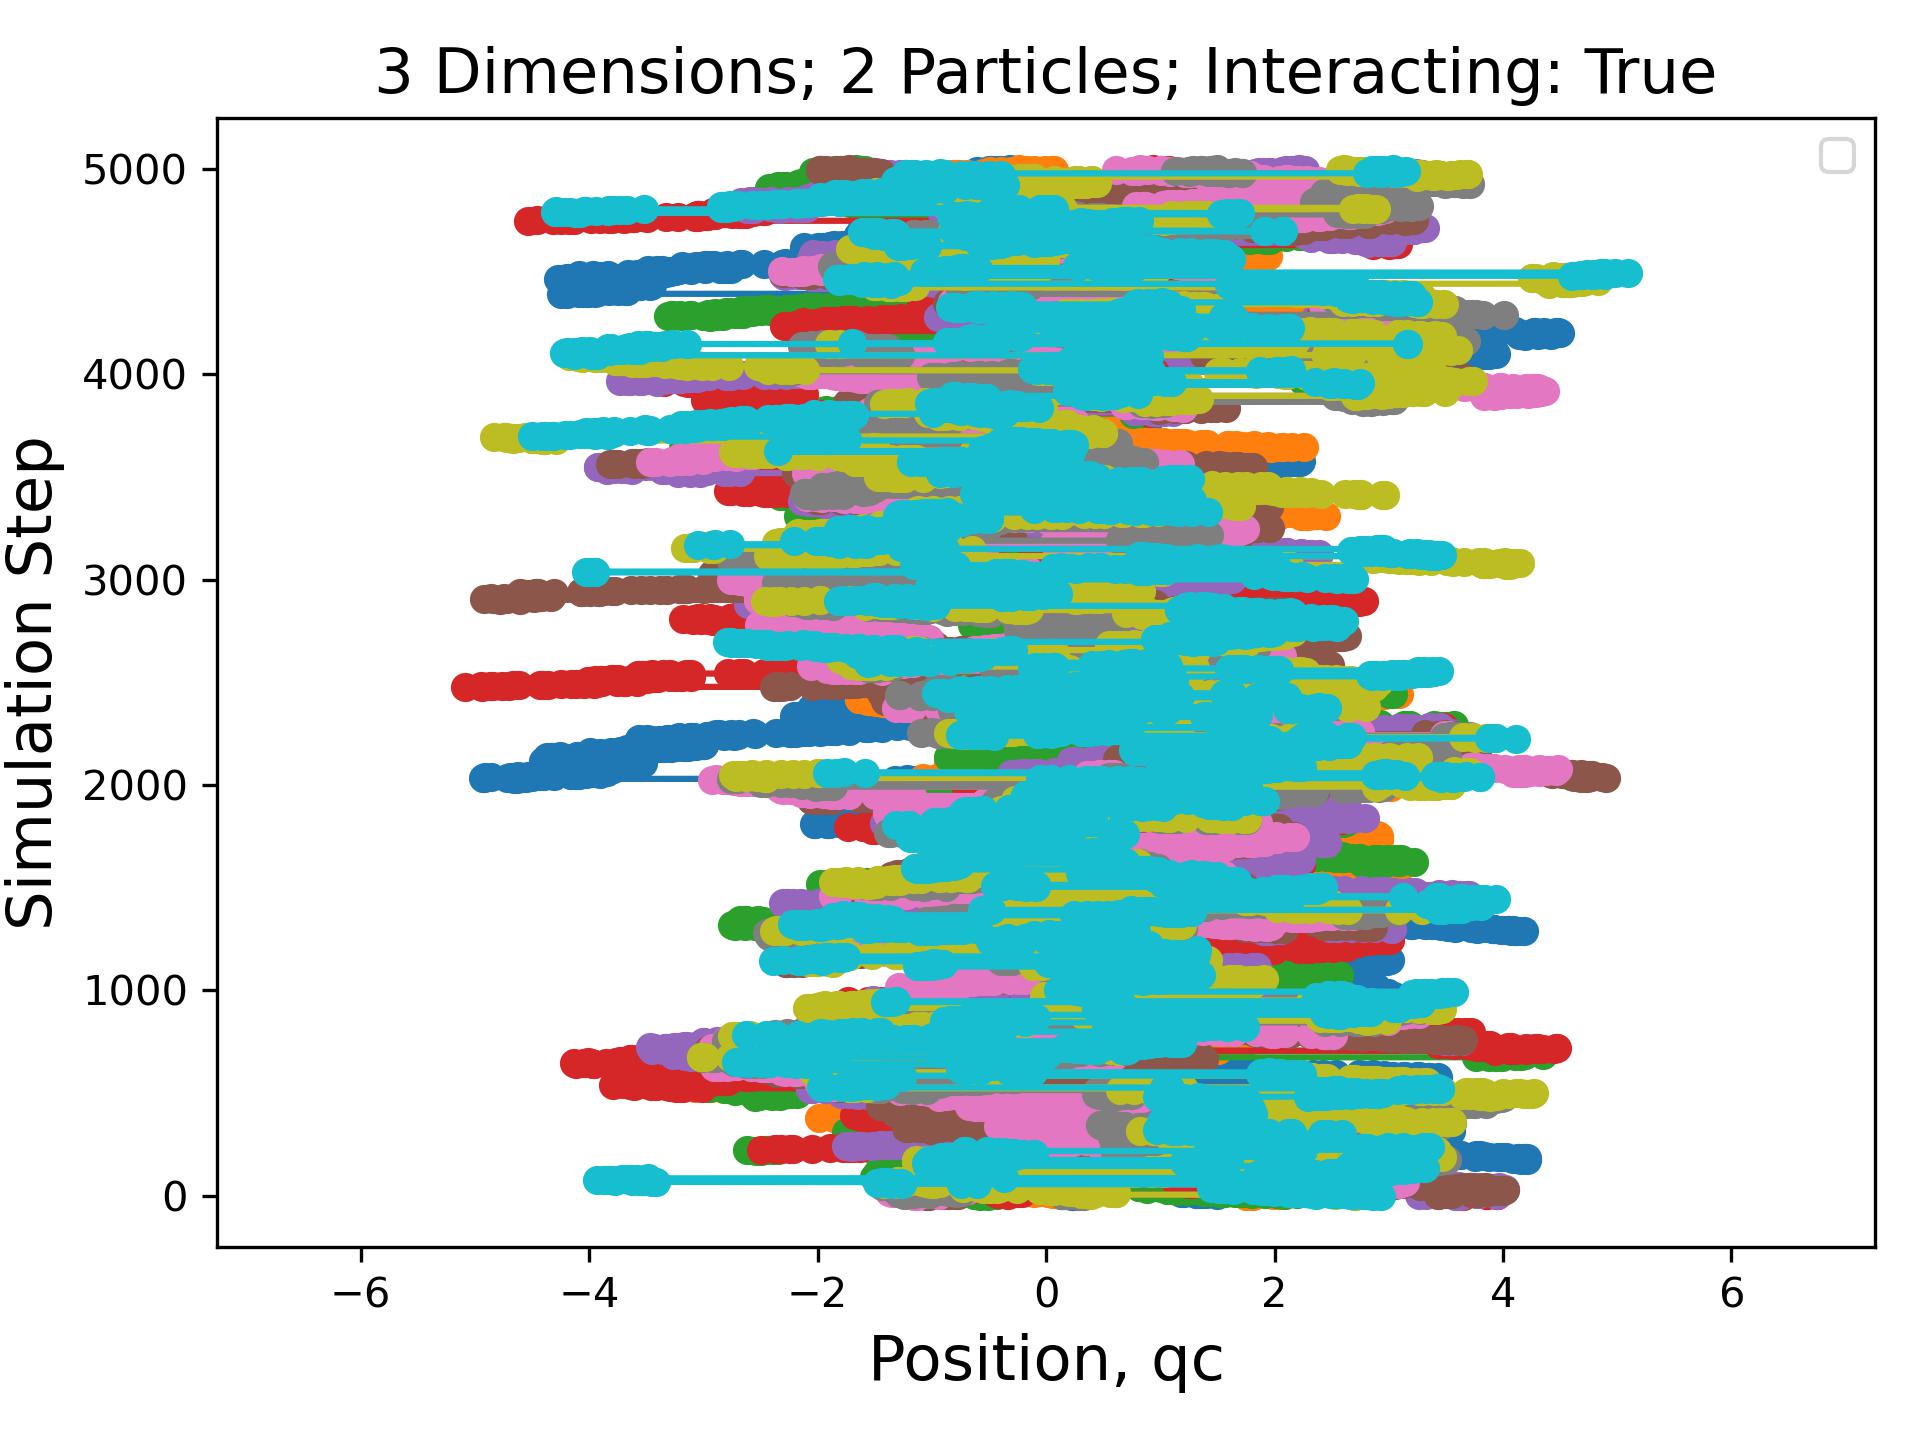 3 Dimensions; 2 Particles; Interacting: True
Simulation Step
5000
4000
3000
2000
1000
0
−6 −4 −2 0 2 4 6
Position, qc